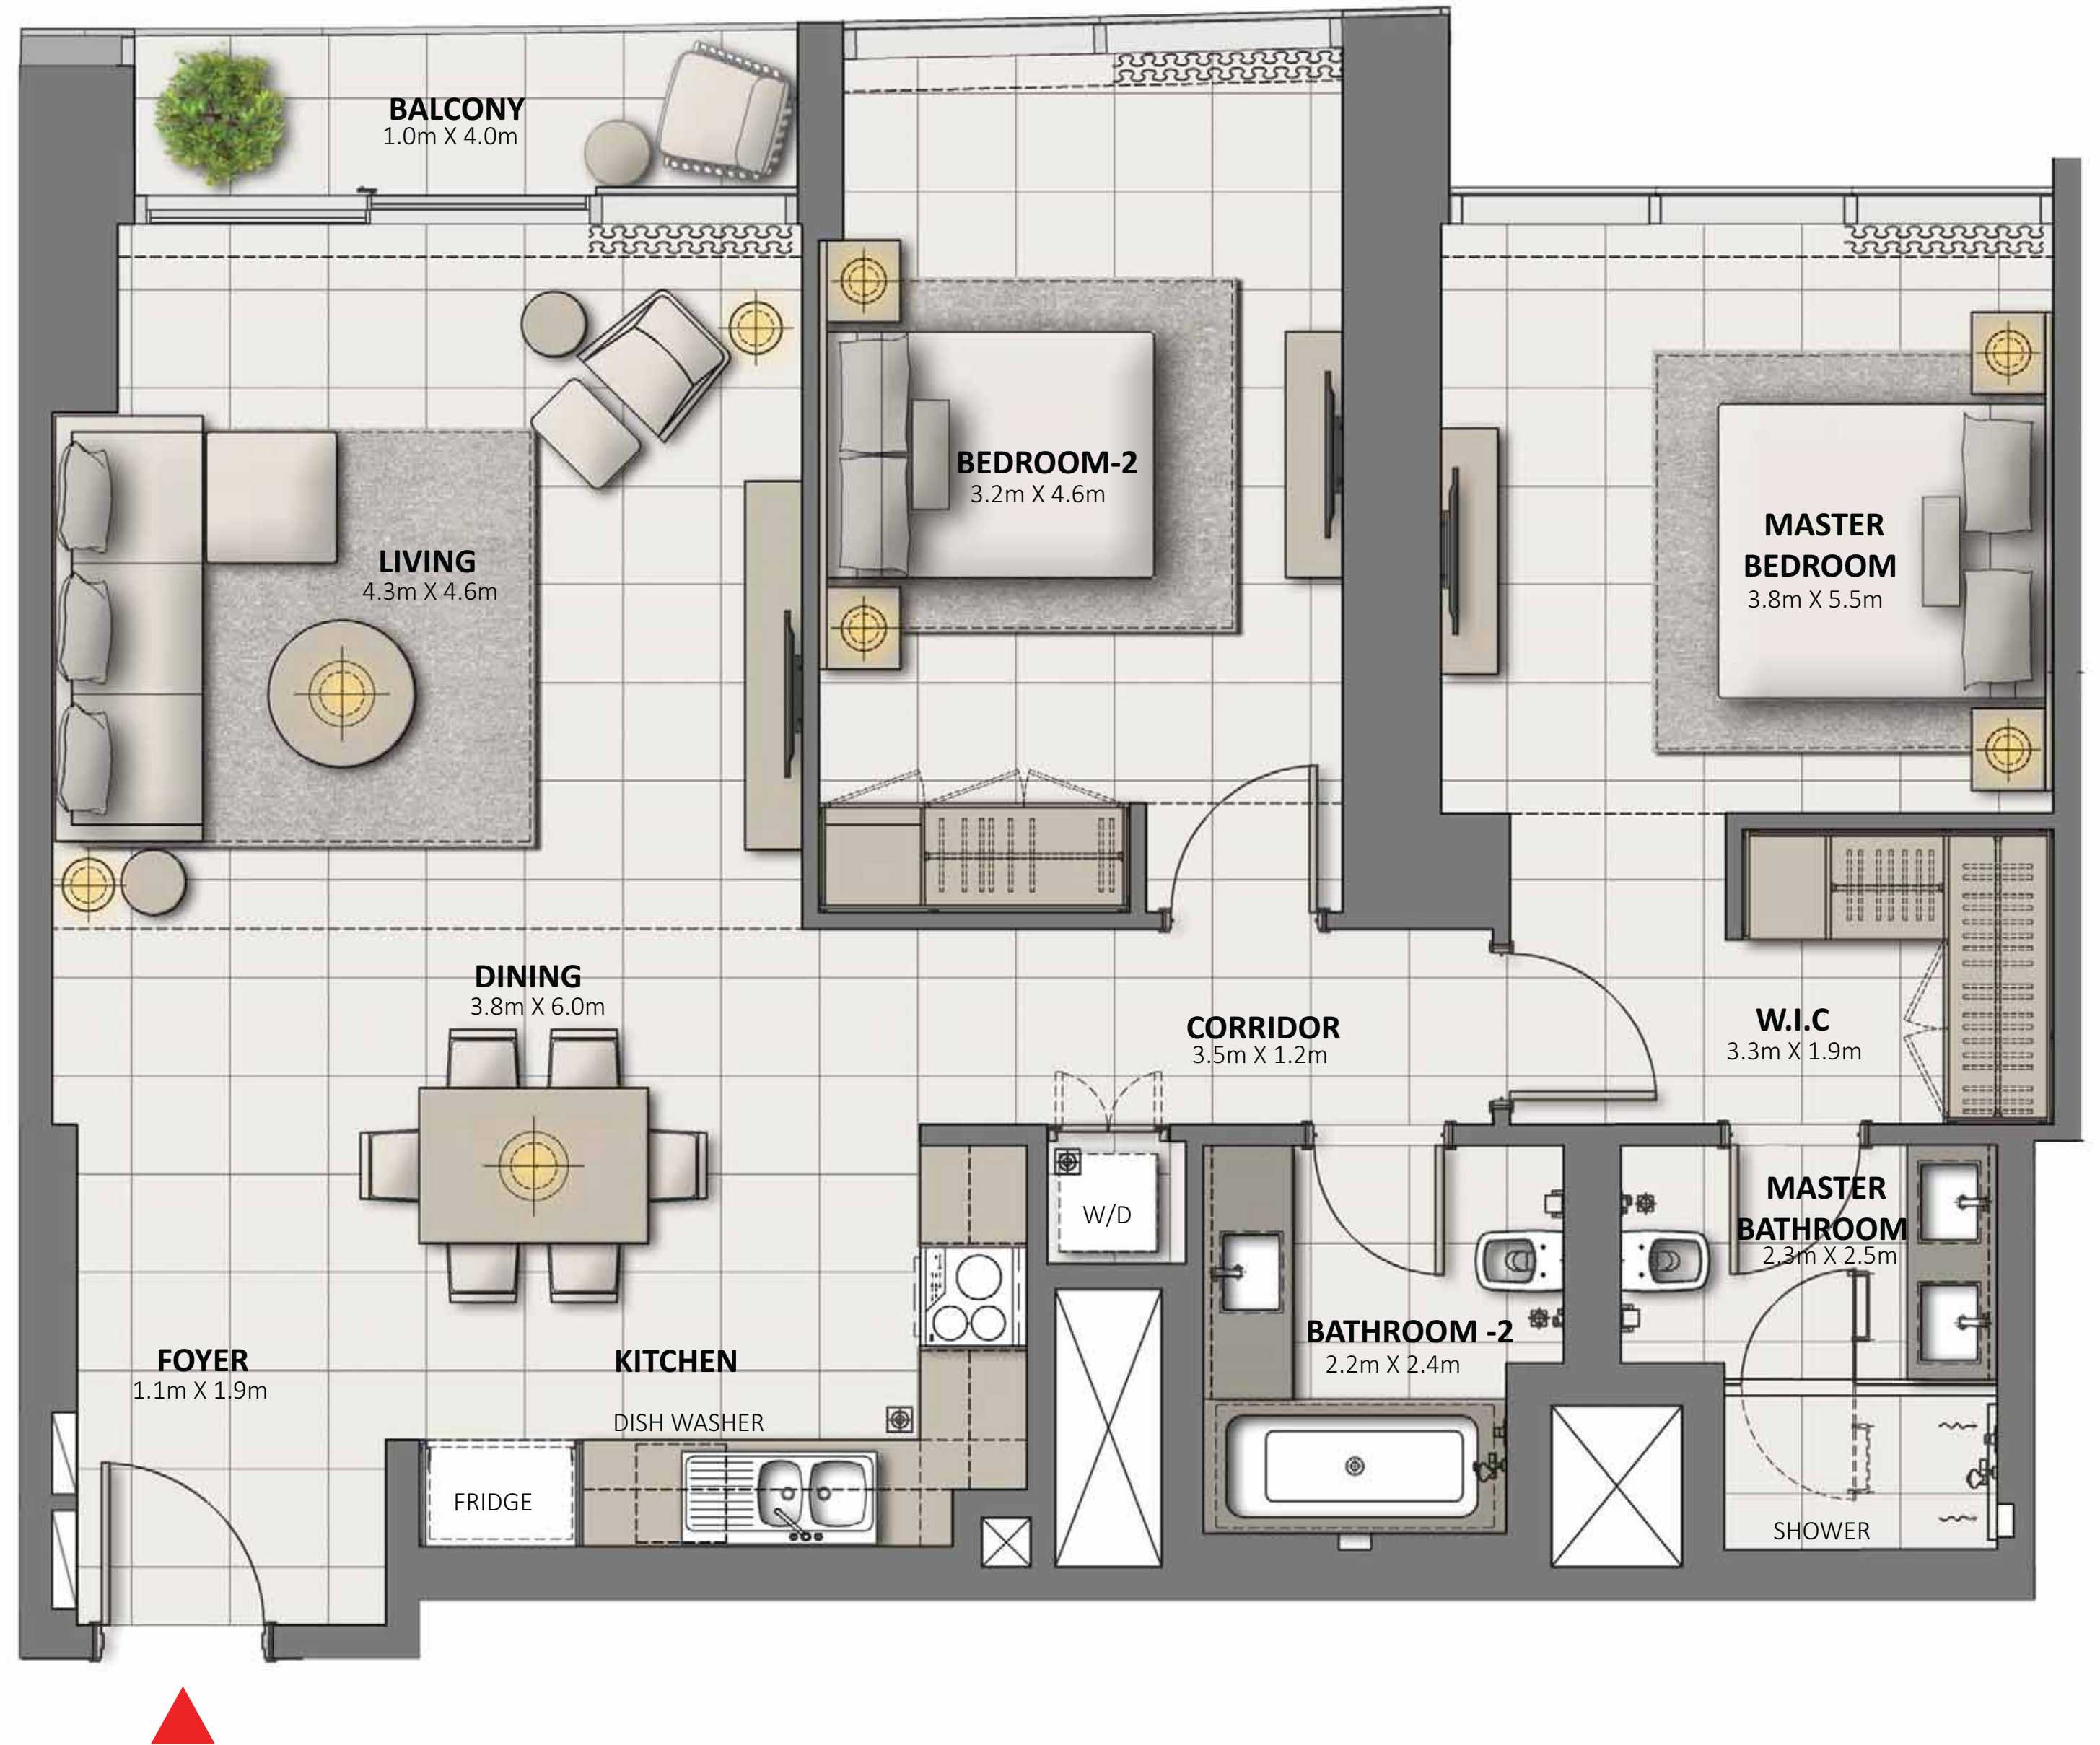 BALCONY
1.0m X 4.0m
BEDROOM-2
3.2m X 4.6m
MASTER
BEDROOM
3.8m X 5.5m
LIVING
4.3m X 4.6m
DINING
3.8m X 6.0m
CORRIDOR
3.5m X 1.2m
W.I.C
3.3m X 1.9m
W/D
MASTER
BATHROOM
2.3m X 2.5m
BATHROOM -2
2.2m X 2.4m
FOYER
1.1m X 1.9m
KITCHEN
DISH WASHER
FRIDGE
SHOWER